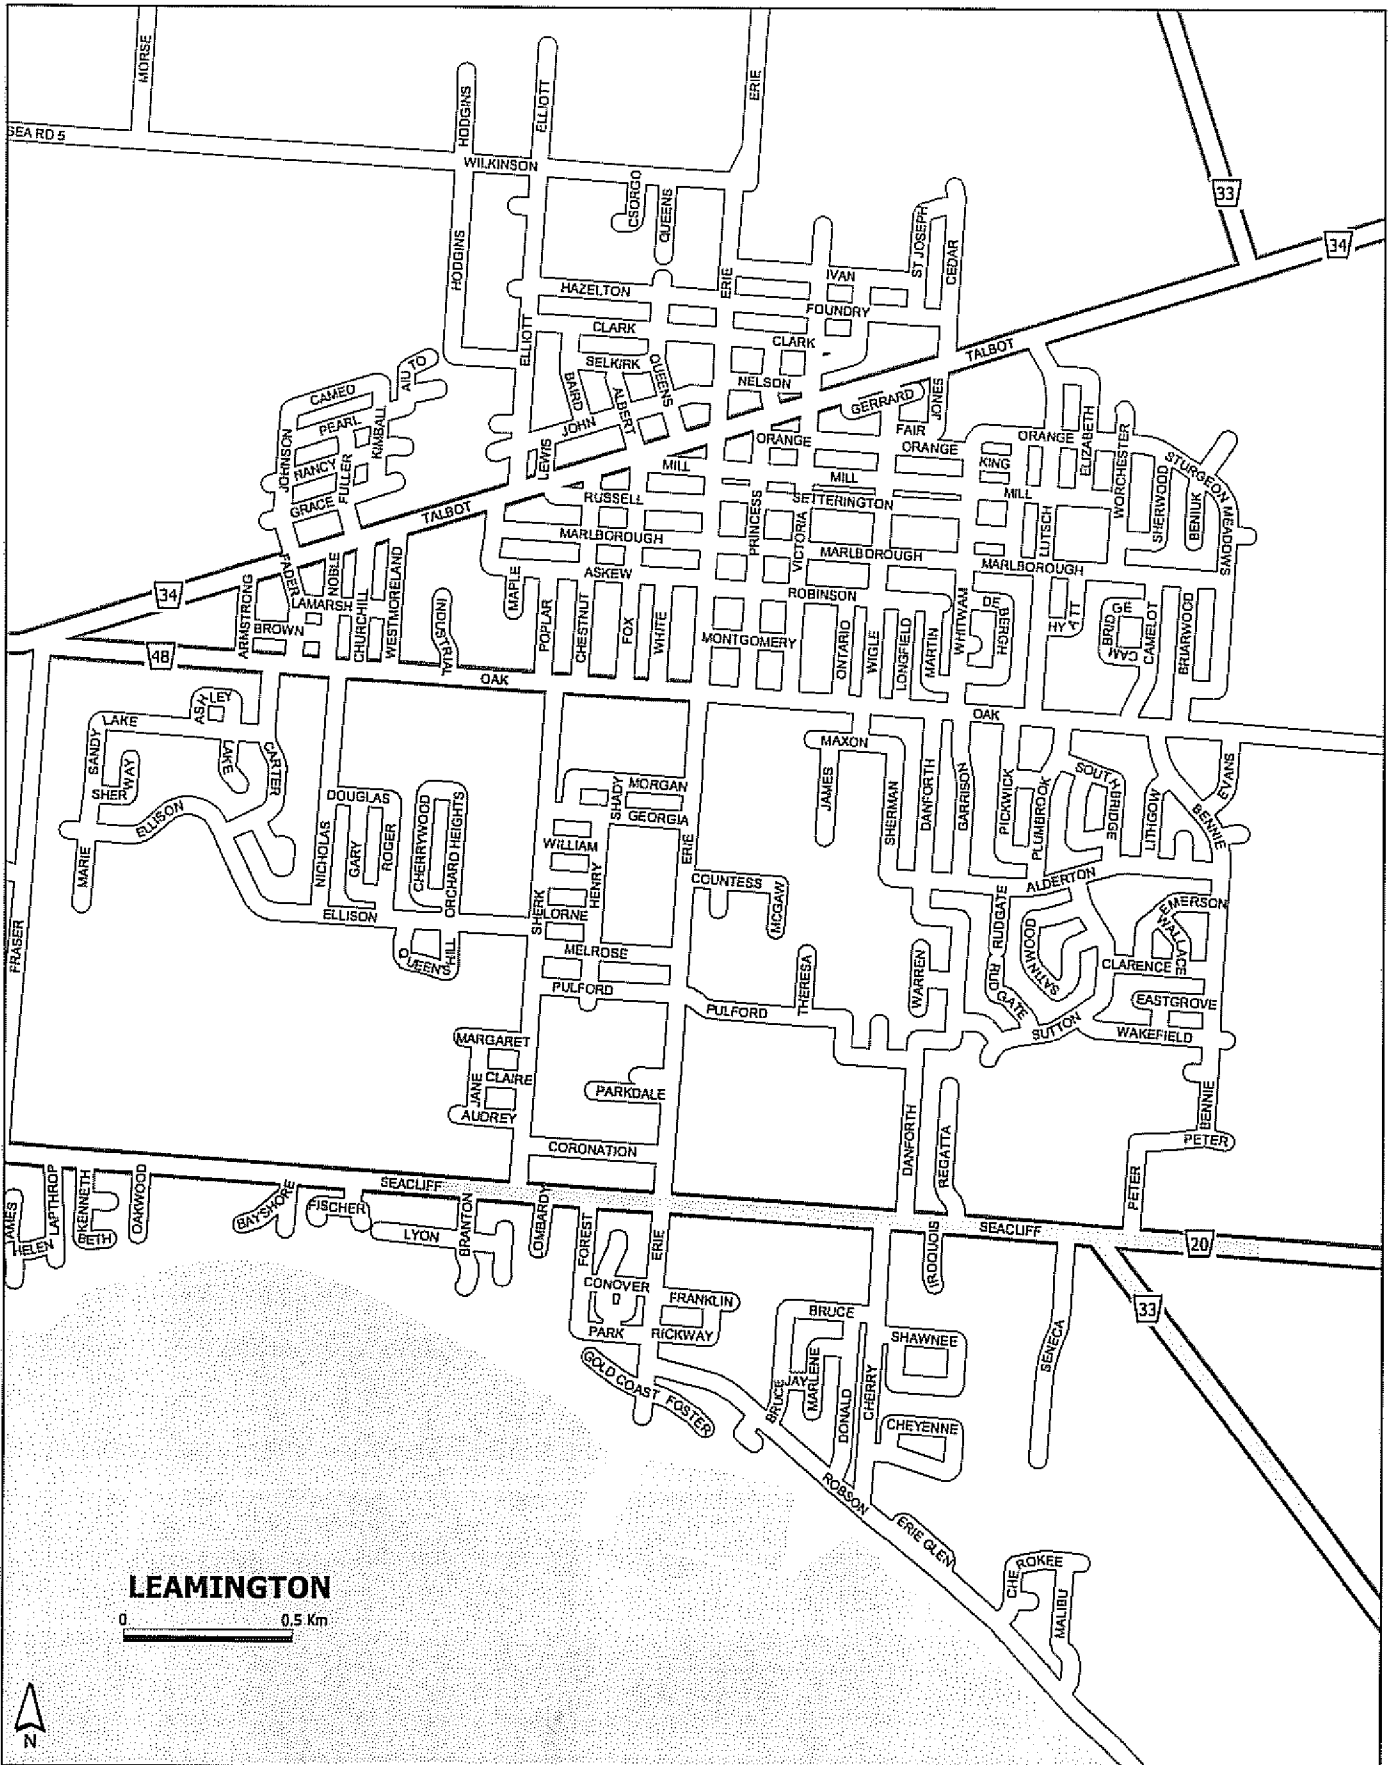 MORSE
ERIE
ELLIOTT
HODGINS
SEA RD 5
WILKINSON
33
CSORGO
QUEENS
34
ST JOSEPH
CEDAR
HODGINS
IVAN
ERIE
HAZELTON
FOUNDRY
CLARK
CLARK
ELLIOTT
TALBOT
SELKIRK
QUEENS
NELSON
BAIRD
ALBERT
CAMEO
GERRARD
JONES
PEARL
KIMBALL
JOHN
FAIR
ORANGE
ORANGE
ORANGE
ELIZABETH
WORCHESTER
JOHNSON
NANCY
FULLER
LEWIS
MILL
MILL
KING
STURGEON MEADOWS
GRACE
TALBOT
RUSSELL
SETTERINGTON
MILL
SHERWOOD
BENIUK
PRINCESS
VICTORIA
LUTSCH
MARLBOROUGH
MARLBOROUGH
MARLBOROUGH
FADER
NOBLE
WESTMORELAND
MAPLE
ASKEW
ROBINSON
34
ARMSTRONG
LAMARSH
CHURCHILL
INDUSTRIAL
POPLAR
CHESTNUT
FOX
WHITE
MONTGOMERY
ONTARIO
WIGLE
LONGFIELD
MARTIN
WHITWAM
DE BERGH
HYATT
CAMBRIDGE
CAMELOT
BRIARWOOD
BROWN
48
OAK
OAK
ASHLEY
LAKE
LAKE
CARTER
SANDY
SHERWAY
MAXON
JAMES
SHERMAN
DANFORTH
GARRISON
PICKWICK
PLUMBROOK
SOUTHBRIDGE
LITHGOW
BENNIE
EVANS
MORGAN
SHADY
GEORGIA
DOUGLAS
CHERRYWOOD
ORCHARD HEIGHTS
ELLISON
NICHOLAS
GARY
ROGER
WILLIAM
HENRY
ERIE
MARIE
COUNTESS
MCGAW
ALDERTON
ELLISON
SHERK
LORNE
RUDGATE
EMERSON
WALLACE
FRASER
QUEENS
HILL
MELROSE
THERESA
WARREN
SATINWOOD
CLARENCE
PULFORD
PULFORD
RUDGATE
EASTGROVE
SUTTON
WAKEFIELD
MARGARET
JANE
CLAIRE
AUDREY
PARKDALE
DANFORTH
REGATTA
BENNIE
PETER
CORONATION
PETER
SEACLIFF
SEACLIFF
JAMES
LAPTHROP
BETH
OAKWOOD
HELEN
BAYSHORE
FISCHER
LYON
BRANTON
LOMBARDY
FOREST
ERIE
IROQUOIS
20
CONOVER
FRANKLIN
33
PARK
RICKWAY
BRUCE
SHAWNEE
SENECA
GOLD COAST
FOSTER
BRUCE
JAY
MARLENE
DONALD
CHERRY
CHEYENNE
ROBSON
ERIE GLEN
CHEROKEE
MALIBU
LEAMINGTON
0 0.5 Km
N